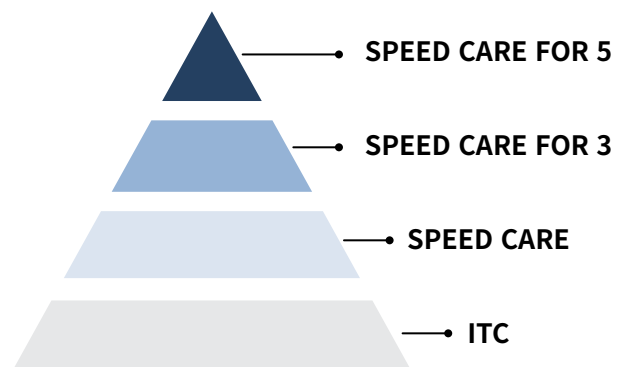 SPEED CARE FOR 5
SPEED CARE FOR 3
SPEED CARE
ITC